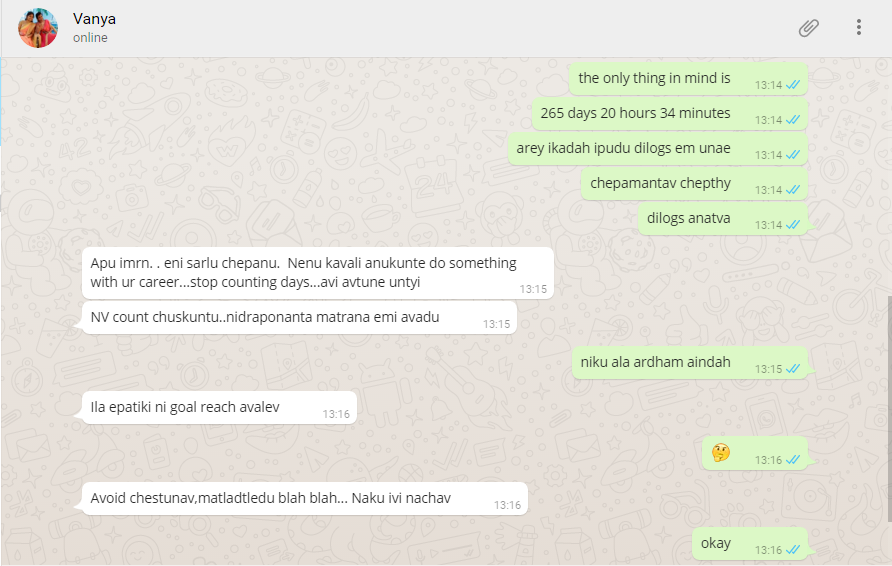 Vanya
online
the only thing in mind is
13:14
265 days 20 hours 34 minutes
13:14
arey ikadah ipudu dilogs em unae
13:14
chepamantav chepthy
13:14
dilogs anatva
13:14
Apu imrn. . eni sarlu chepanu. Nenu kavali anukunte do something
with ur career...stop counting days...avi avtune untyi
13:15
NV count chuskuntu..nidraponanta matrana emi avadu
13:15
niku ala ardham aindah
13:15
Ila epatiki ni goal reach avalev
13:16
🤔
13:16
Avoid chestunav,matladtledu blah blah... Naku ivi nachav
13:16
okay
13:16